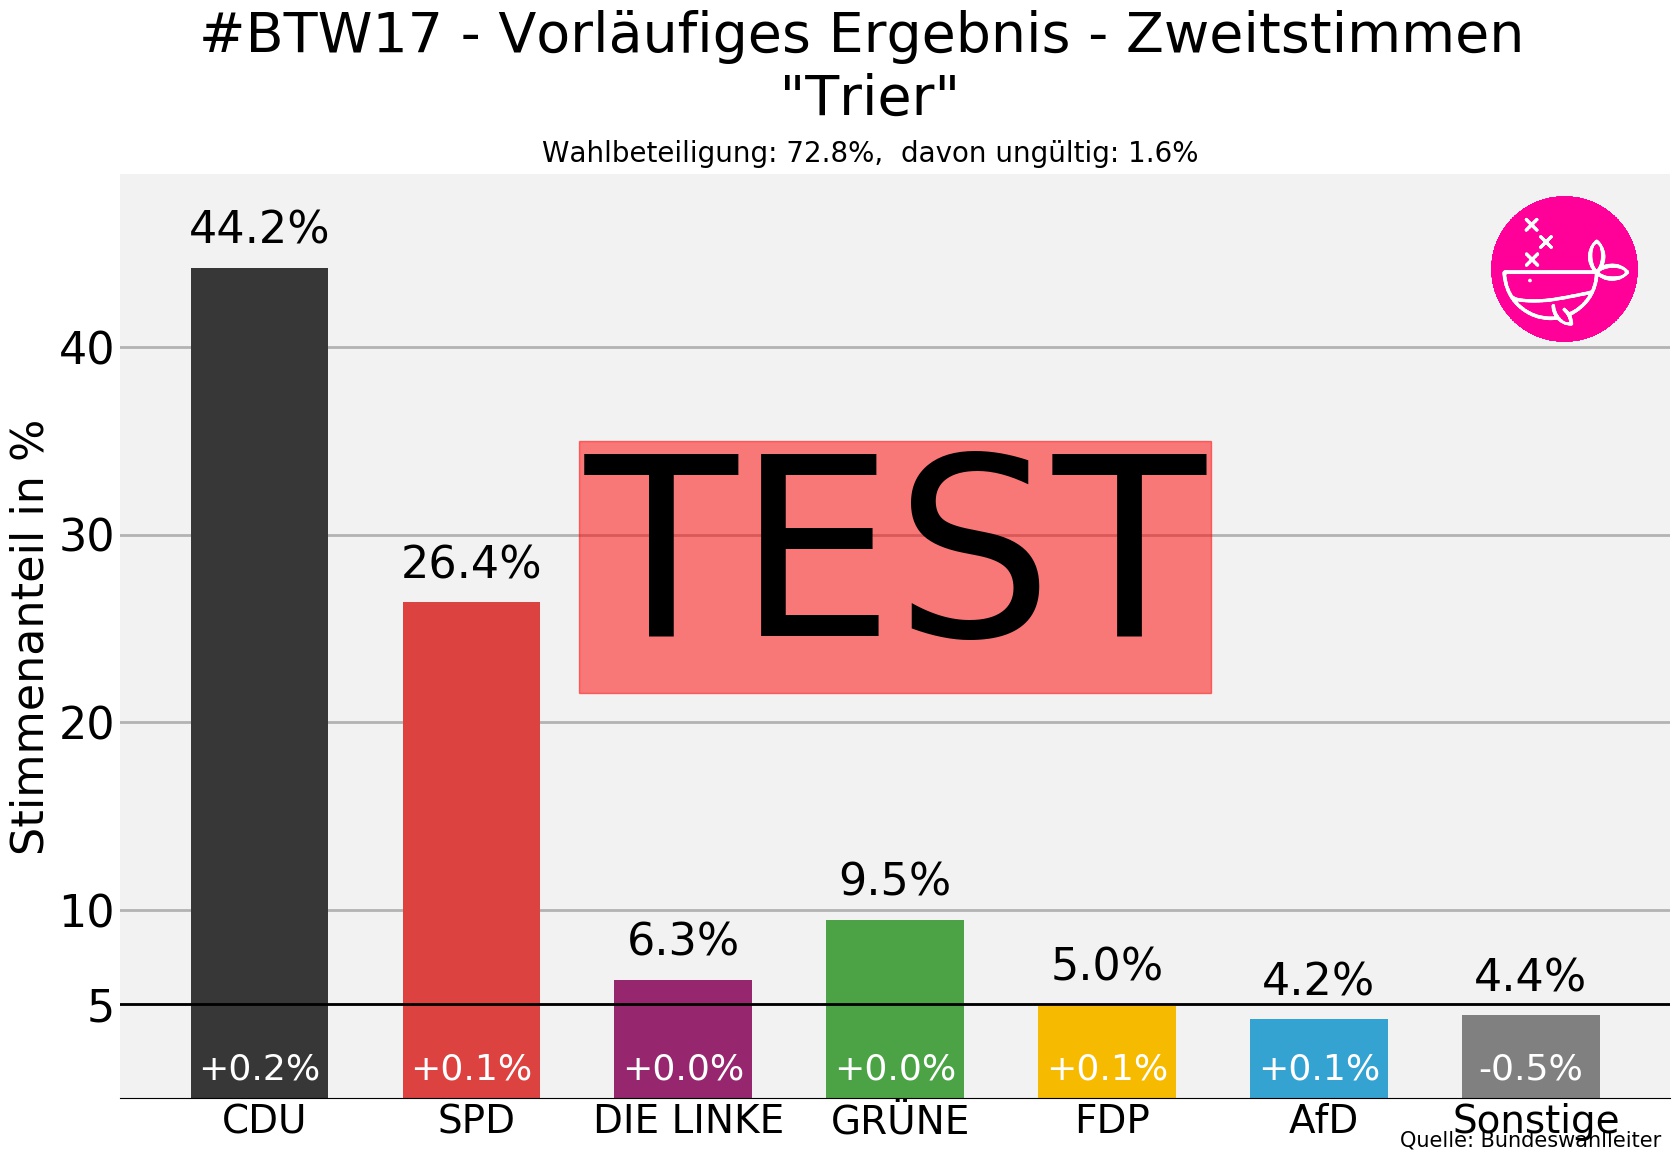 #BTW17 - Vorläufiges Ergebnis - Zweitstimmen
"Trier"
Wahlbeteiligung: 72.8%,  davon ungültig: 1.6%
Stimmenanteil in %
40
30
20
10
5
44.2%
26.4%
6.3%
9.5%
5.0%
4.2%
4.4%
TEST
+0.2%
+0.1%
+0.0%
+0.0%
+0.1%
+0.1%
-0.5%
CDU
SPD
DIE LINKE
GRÜNE
FDP
AfD
Sonstige
Quelle: Bundeswahlleiter